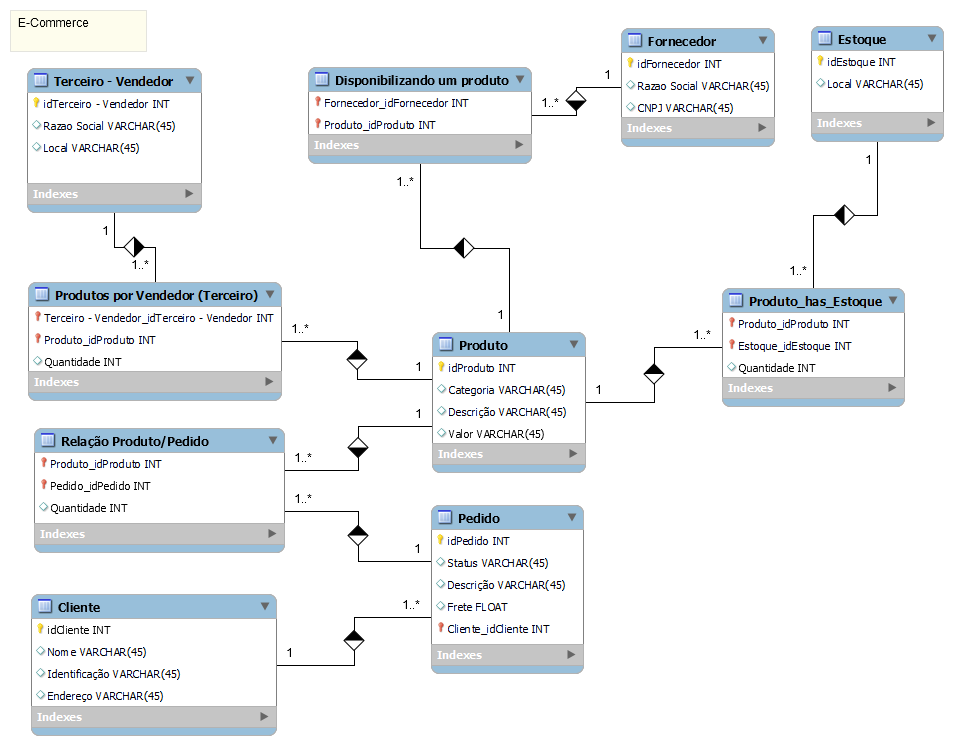 E-Commerce
Terceiro - Vendedor
idTerceiro - Vendedor INT
Razao Social VARCHAR(45)
Local VARCHAR(45)
Indexes
Disponibilizando um produto
Fornecedor_idFornecedor INT
Produto_idProduto INT
Indexes
Fornecedor
idFornecedor INT
Razao Social VARCHAR(45)
CNPJ VARCHAR(45)
Indexes
Estoque
idEstoque INT
Local VARCHAR(45)
Indexes
1
1..*
1
1..*
1..*
1
1
1..*
Produtos por Vendedor (Terceiro)
Terceiro - Vendedor_idTerceiro - Vendedor INT
Produto_idProduto INT
Quantidade INT
Indexes
1..*
1
Produto
idProduto INT
Categoria VARCHAR(45)
Descrição VARCHAR(45)
Valor VARCHAR(45)
Indexes
1
1..*
Produto_has_Estoque
Produto_idProduto INT
Estoque_idEstoque INT
Quantidade INT
Indexes
Relação Produto/Pedido
Produto_idProduto INT
Pedido_idPedido INT
Quantidade INT
Indexes
1
1..*
1..*
1
Pedido
idPedido INT
Status VARCHAR(45)
Descrição VARCHAR(45)
Frete FLOAT
Cliente_idCliente INT
Indexes
Cliente
idCliente INT
Nome VARCHAR(45)
Identificação VARCHAR(45)
Endereço VARCHAR(45)
Indexes
1..*
1